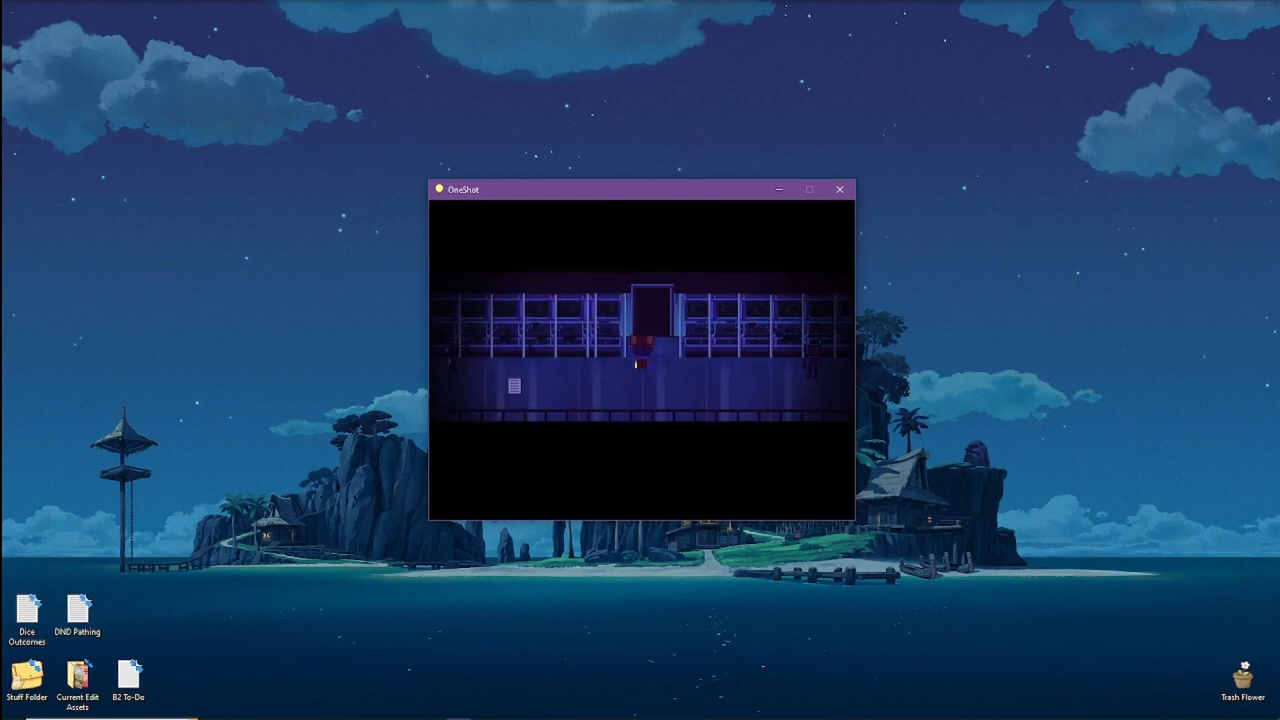 OneShot
Dice
Outcomes
DND Pathing
Stuff Folder
Current Edit
Assets
B2 To-Do
Trash Flower